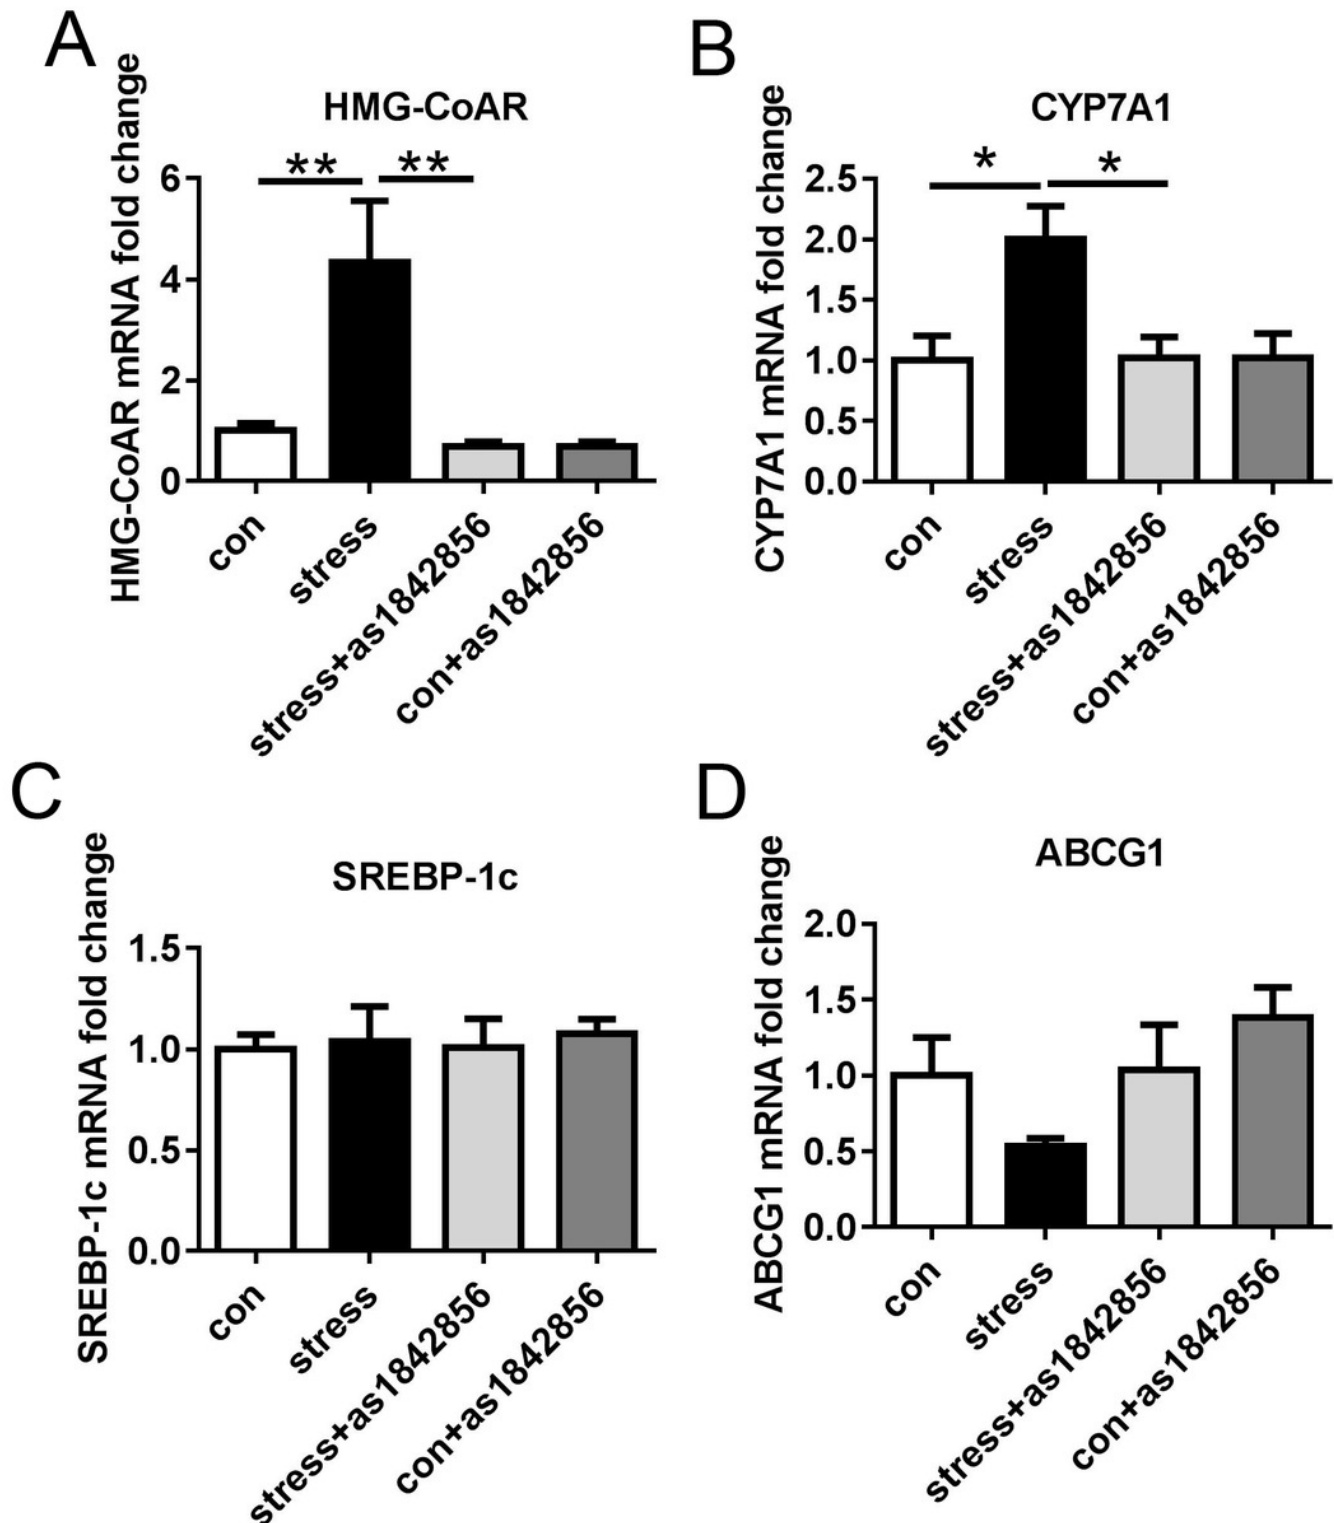 A
HMG-CoAR
HMG-CoAR mRNA fold change
** **
6
4
2
0
con
stress
stress+as1842856
con+as1842856
B
CYP7A1
CYP7A1 mRNA fold change
* *
2.5
2.0
1.5
1.0
0.5
0.0
con
stress
stress+as1842856
con+as1842856
C
SREBP-1c
SREBP-1c mRNA fold change
1.5
1.0
0.5
0.0
con
stress
stress+as1842856
con+as1842856
D
ABCG1
ABCG1 mRNA fold change
2.0
1.5
1.0
0.5
0.0
con
stress
stress+as1842856
con+as1842856